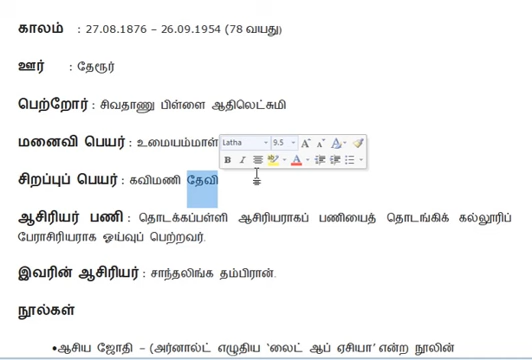 காலம் : 27.08.1876 – 26.09.1954 (78 வயது)
ஊர் : தேரூர்
பெற்றோர் : சிவதாணு பிள்ளை ஆதிலெட்சுமி
மனைவி பெயர் : உமையம்மாள்
Latha 9.5
சிறப்புப் பெயர் : கவிமணி தேவி
ஆசிரியர் பணி : தொடக்கப்பள்ளி ஆசிரியராகப் பணியைத் தொடங்கிக் கல்லூரிப்
பேராசிரியராக ஓய்வுப் பெற்றவர்.
இவரின் ஆசிரியர் : சாந்தலிங்க தம்பிரான்.
நூல்கள்
•ஆசிய ஜோதி – (அர்னால்ட் எழுதிய 'லைட் ஆப் ஏசியா' என்ற நூலின்